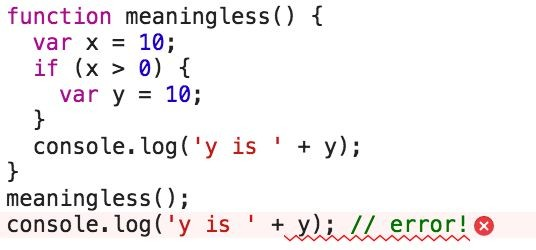 function meaningless() {
  var x = 10;
  if (x > 0) {
    var y = 10;
  }
  console.log('y is ' + y);
}
meaningless();
console.log('y is ' + y); // error!